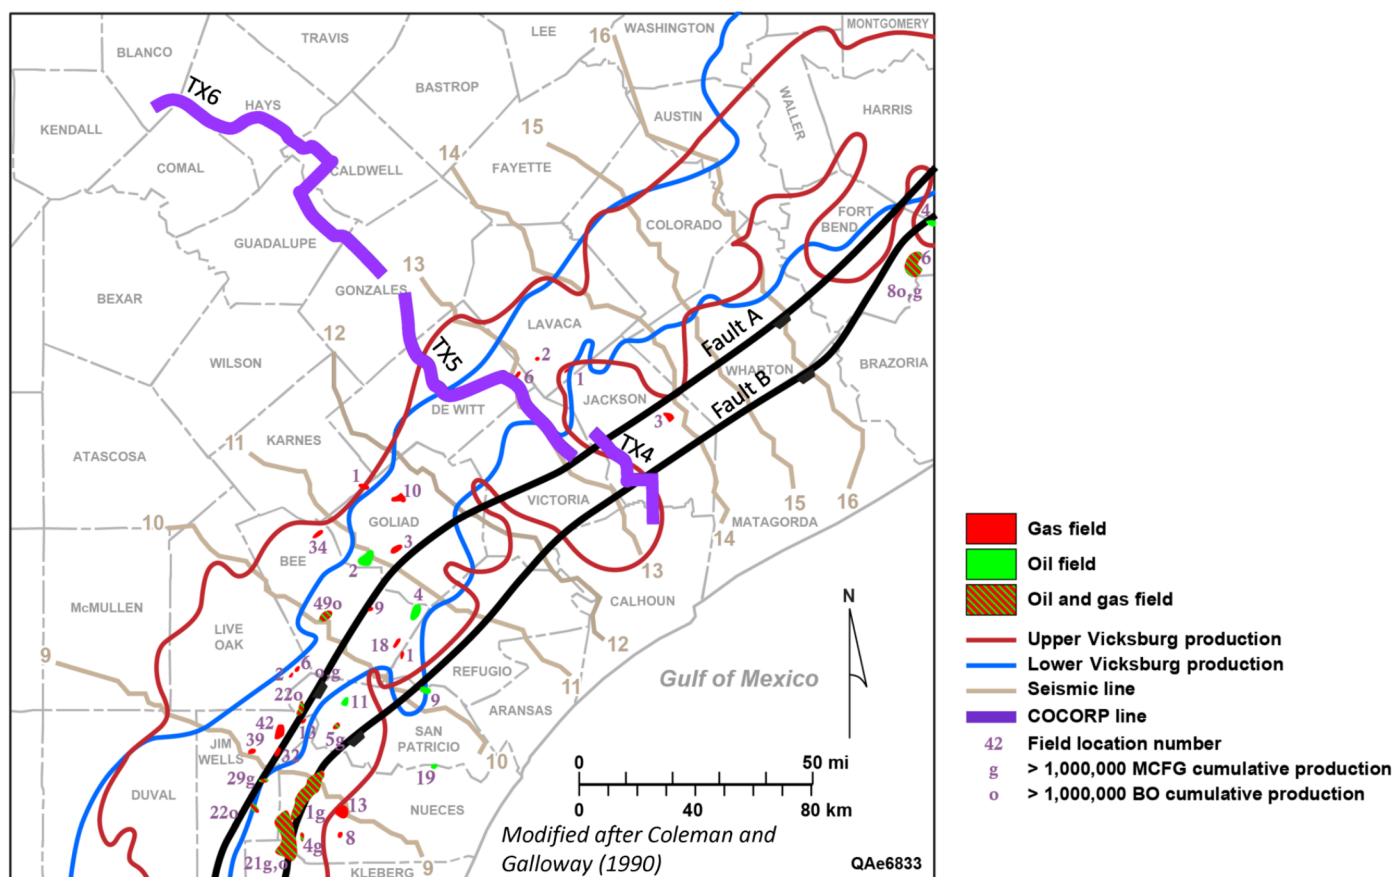 MONTGOMERY
WASHINGTON
LEE
TRAVIS
BLANCO
16
BASTROP
TX6
HAYS
WALLER
HARRIS
AUSTIN
KENDALL
15
14
FAYETTE
COMAL
CALDWELL
FORT
BEND
4
COLORADO
GUADALUPE
6
13
8o,g
GONZALES
BEXAR
LAVACA
Fault A
12
TX5
2
WILSON
BRAZORIA
WHARTON
6
1
Fault B
JACKSON
DE WITT
3
KARNES
11
TX4
ATASCOSA
1
10
VICTORIA
15
16
10
GOLIAD
MATAGORDA
14
34
3
BEE
2
13
McMULLEN
49o
9
4
CALHOUN
LIVE
OAK
18
12
9
1
2
6
o,g
REFUGIO
Gulf of Mexico
11
22o
11
9
ARANSAS
42
13
5g
SAN
PATRICIO
39
32
10
JIM
WELLS
19
29g
DUVAL
22o
1g
13
NUECES
4g
8
21g,o
KLEBERG
9
N
0
50 mi
0
40
80 km
Modified after Coleman and
Galloway (1990)
QAe6833
Gas field
Oil field
Oil and gas field
Upper Vicksburg production
Lower Vicksburg production
Seismic line
COCORP line
42 Field location number
g > 1,000,000 MCFG cumulative production
o > 1,000,000 BO cumulative production